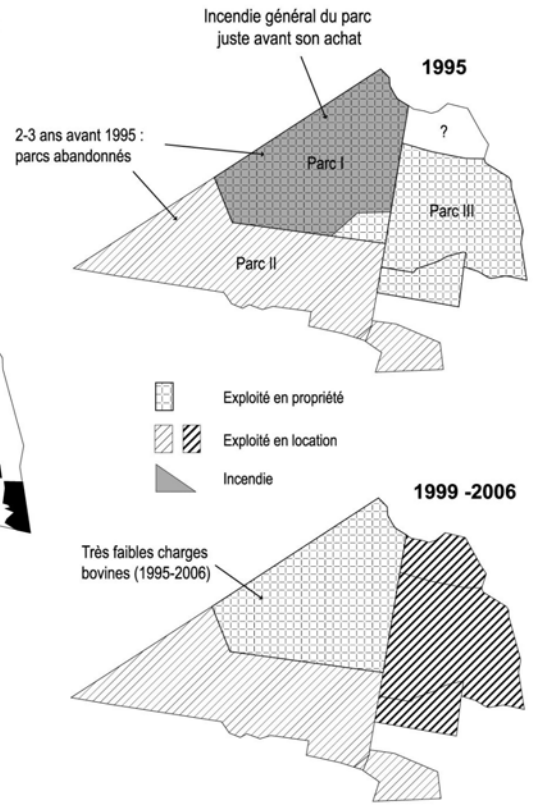 Incendie général du parc
juste avant son achat
1995
2-3 ans avant 1995 :
parcs abandonnés
?
Parc I
Parc III
Parc II
Exploité en propriété
Exploité en location
Incendie
1999 -2006
Très faibles charges
bovines (1995-2006)